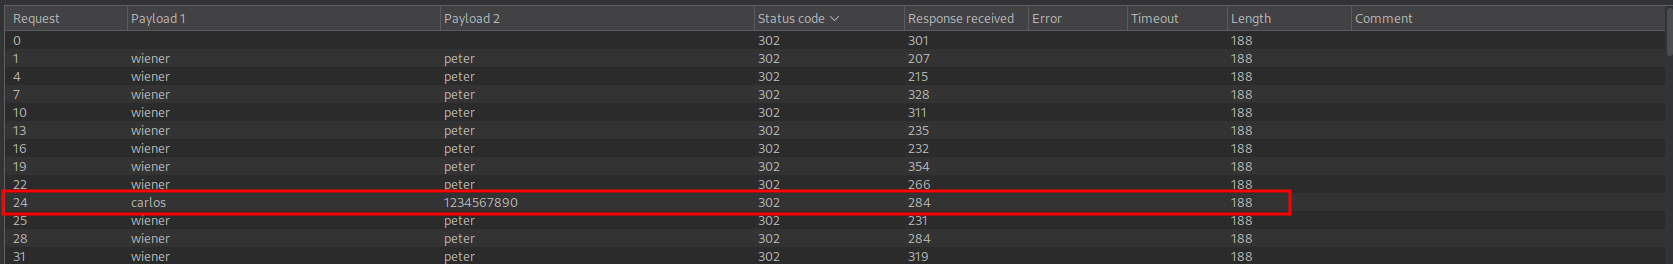 Request Payload 1 Payload 2 Status code Response received Error Timeout Length Comment
0 302 301 188
1 wiener peter 302 207 188
4 wiener peter 302 215 188
7 wiener peter 302 328 188
10 wiener peter 302 311 188
13 wiener peter 302 235 188
16 wiener peter 302 232 188
19 wiener peter 302 354 188
22 wiener peter 302 266 188
24 carlos 1234567890 302 284 188
25 wiener peter 302 231 188
28 wiener peter 302 284 188
31 wiener peter 302 319 188